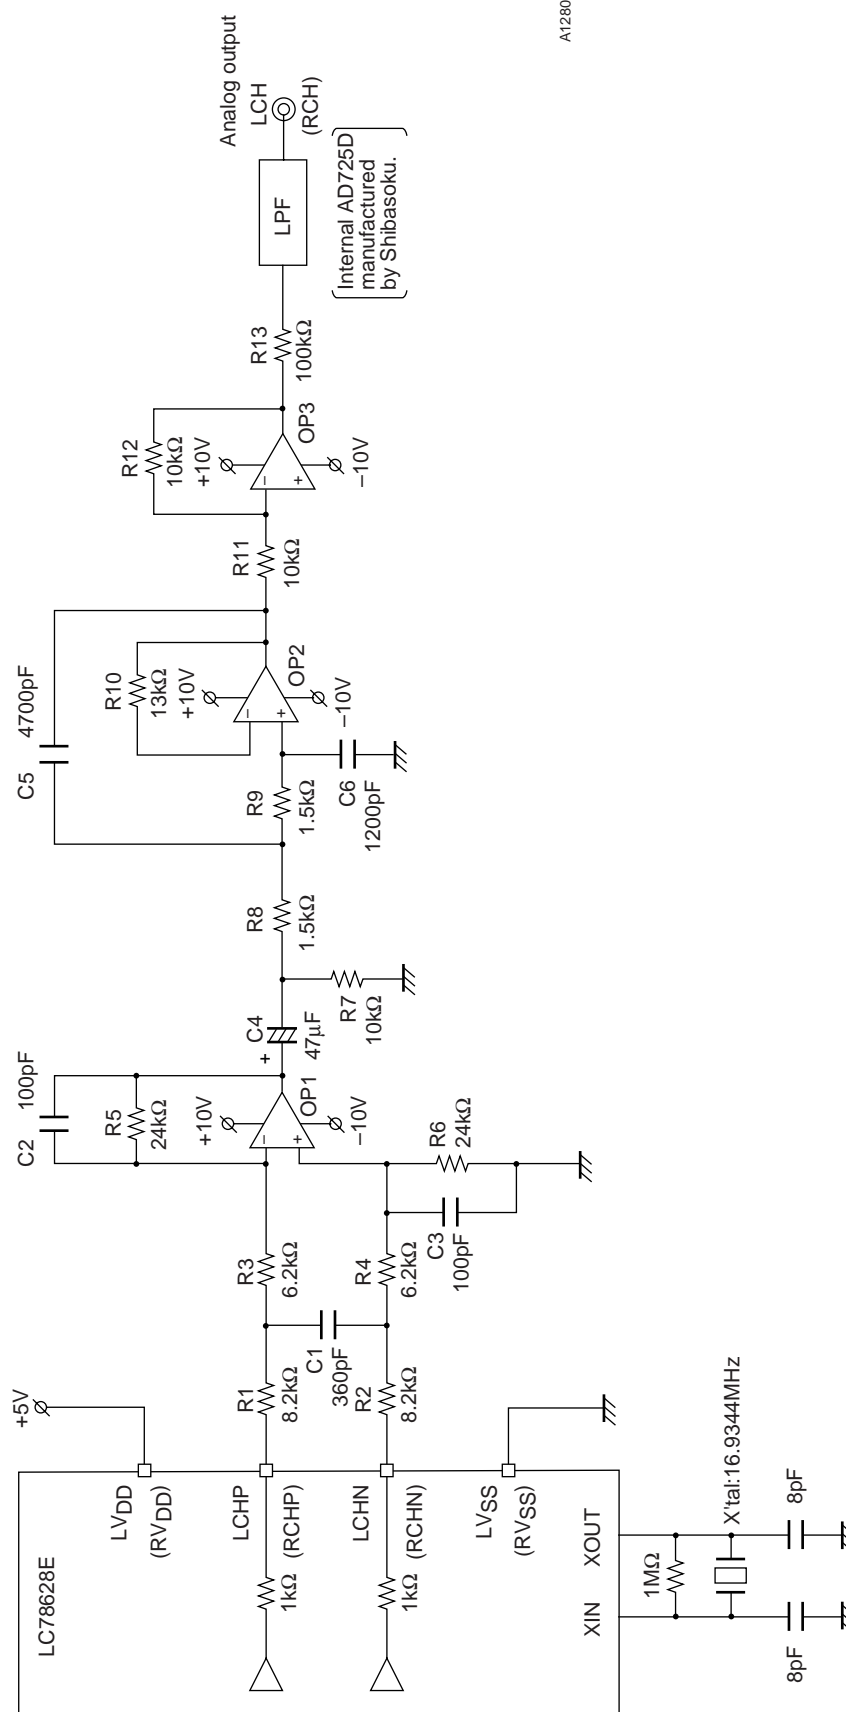 LC78628E
1kΩ
1kΩ
LVDD
(RVDD)
+5V
LCHP
(RCHP)
LCHN
(RCHN)
LVSS
(RVSS)
XIN
XOUT
1MΩ
X'tal:16.9344MHz
8pF
8pF
R1
8.2kΩ
C1
360pF
R2
8.2kΩ
R3
6.2kΩ
R4
6.2kΩ
C2
100pF
R5
24kΩ
+10V
OP1
–10V
–
+
C3
100pF
R6
24kΩ
C4
+
47µF
R7
10kΩ
R8
1.5kΩ
R9
1.5kΩ
C5
4700pF
R10
13kΩ
+10V
OP2
–10V
–
+
C6
1200pF
R11
10kΩ
R12
10kΩ
+10V
OP3
–10V
–
+
R13
100kΩ
LPF
Internal AD725D
manufactured
by Shibasoku.
Analog output
LCH
(RCH)
A1280